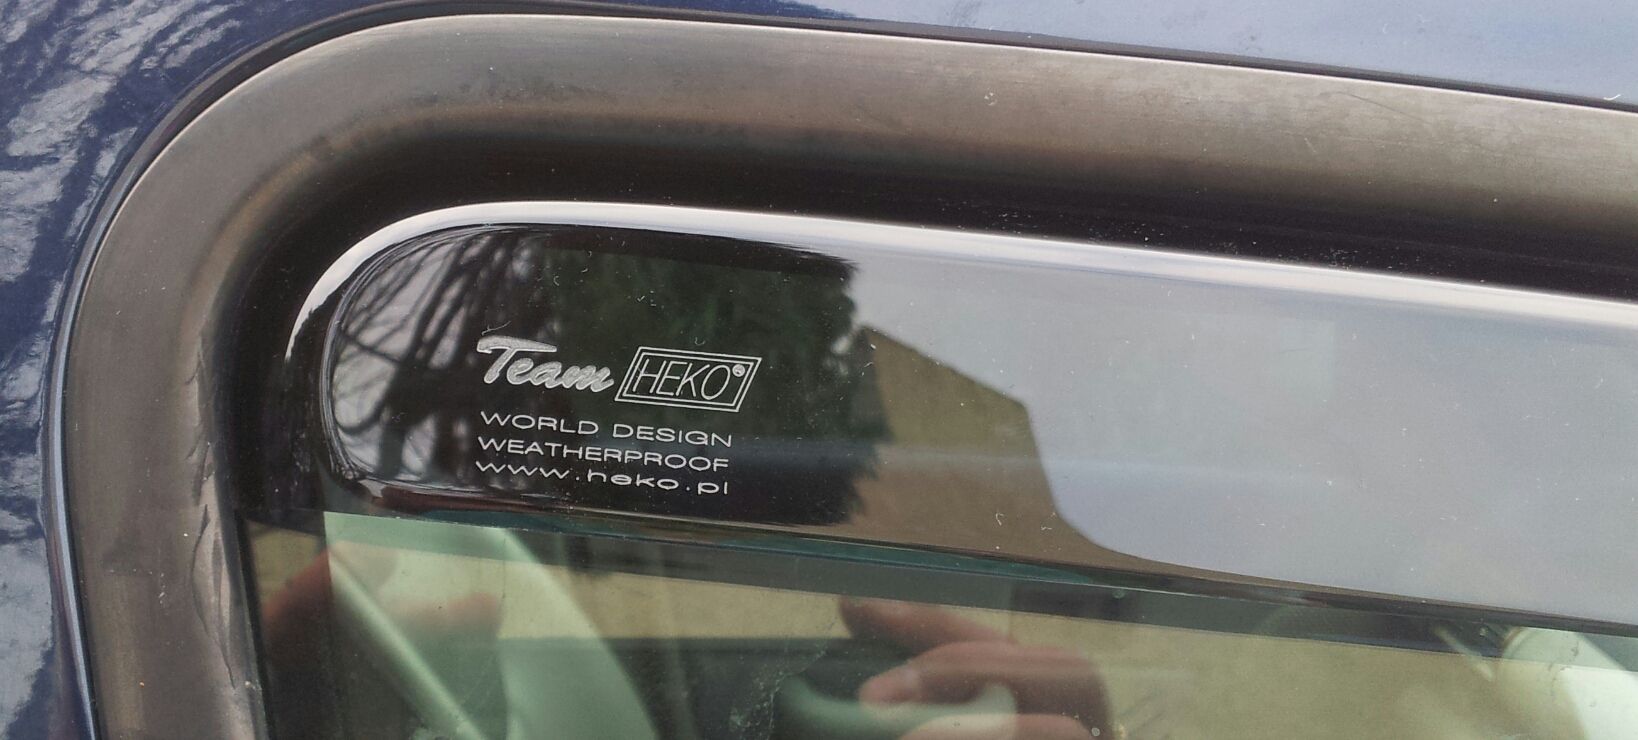 Team HEKO®
WORLD DESIGN
WEATHERPROOF
www.heko.pl